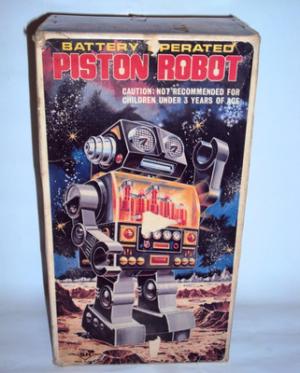 BATTERY OPERATED
PISTON ROBOT
CAUTION: NOT RECOMMENDED FOR
CHILDREN UNDER 3 YEARS OF AGE